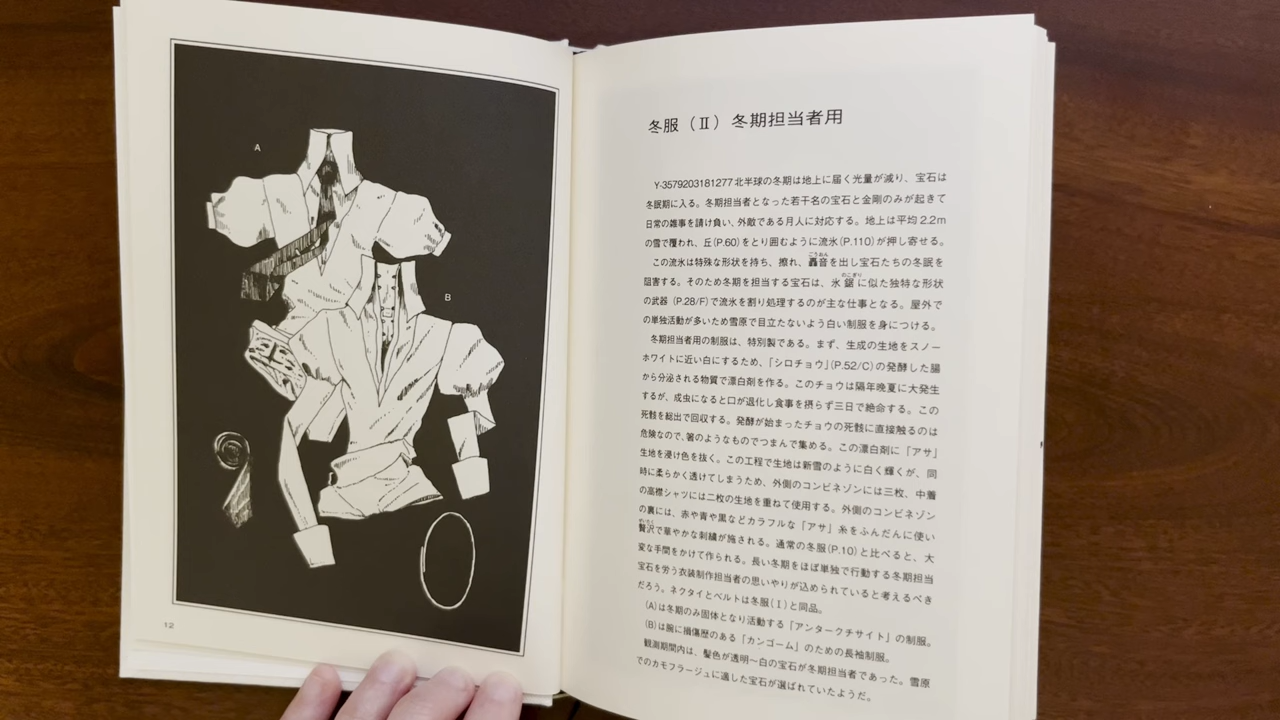 A
B
12
冬服（Ⅱ）冬期担当者用
Y-3579203181277北半球の冬期は地上に届く光量が減り、宝石は
冬眠期に入る。冬期担当者となった若干名の宝石と金剛のみが起きて
日常の雑事を請け負い、外敵である月人に対応する。地上は平均2.2m
の雪で覆われ、丘(P.60)をとり囲むように流氷(P.110)が押し寄せる。
この流氷は特殊な形状を持ち、擦れ、轟音を出し宝石たちの冬眠を
阻害する。そのため冬期を担当する宝石は、氷鋸に似た独特な形状
の武器(P.28/F)で流氷を割り処理するのが主な仕事となる。屋外で
の単独活動が多いため雪原で目立たないよう白い制服を身につける。
冬期担当者用の制服は、特別製である。まず、生成の生地をスノー
ホワイトに近い白にするため、「シロチョウ」(P.52/C)の発酵した腸
から分泌される物質で漂白剤を作る。このチョウは隔年晩夏に大発生
するが、成虫になると口が退化し食事を摂らず三日で絶命する。この
死骸を総出で回収する。発酵が始まったチョウの死骸に直接触るのは
危険なので、箸のようなものでつまんで集める。この漂白剤に「アサ」
生地を浸け色を抜く。この工程で生地は新雪のように白く輝くが、同
時に柔らかく透けてしまうため、外側のコンビネゾンには三枚、中着
の高襟シャツには二枚の生地を重ねて使用する。外側のコンビネゾン
の裏には、赤や青や黒などカラフルな「アサ」糸をふんだんに使い
贅沢で華やかな刺繍が施される。通常の冬服(P.10)と比べると、大
変な手間をかけて作られる。長い冬期をほぼ単独で行動する冬期担当
宝石を労う衣装制作担当者の思いやりが込められていると考えるべき
だろう。ネクタイとベルトは冬服(Ⅰ)と同品。
(A)は冬期のみ固体となり活動する「アンタークチサイト」の制服。
(B)は腕に損傷歴のある「カンゴーム」のための長袖制服。
観測期間内は、髪色が透明〜白の宝石が冬期担当者であった。雪原
でのカモフラージュに適した宝石が選ばれていたようだ。